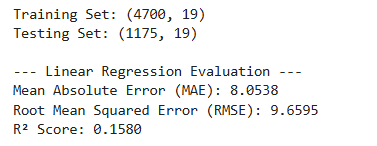 Training Set: (4700, 19)
Testing Set: (1175, 19)

--- Linear Regression Evaluation ---
Mean Absolute Error (MAE): 8.0538
Root Mean Squared Error (RMSE): 9.6595
R² Score: 0.1580